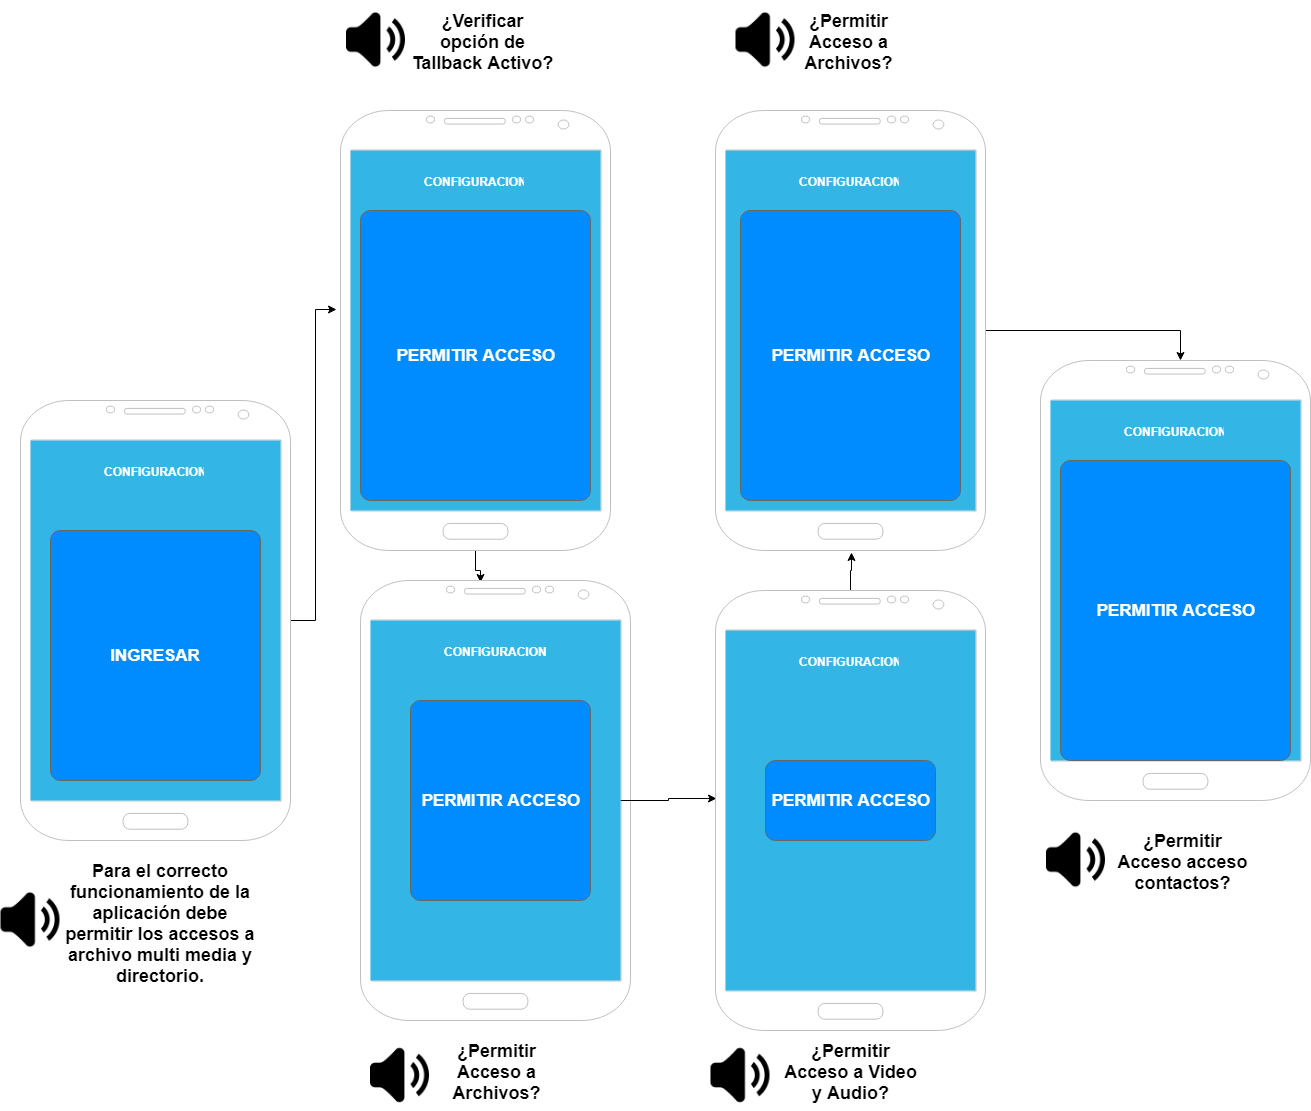 ¿Verificar
opción de
Tallback Activo?
¿Permitir
Acceso a
Archivos?
CONFIGURACION
PERMITIR ACCESO
CONFIGURACION
PERMITIR ACCESO
CONFIGURACION
INGRESAR
Para el correcto
funcionamiento de la
aplicación debe
permitir los accesos a
archivo multi media y
directorio.
CONFIGURACION
PERMITIR ACCESO
¿Permitir
Acceso a
Archivos?
CONFIGURACION
PERMITIR ACCESO
¿Permitir
Acceso a Video
y Audio?
CONFIGURACION
PERMITIR ACCESO
¿Permitir
Acceso acceso
contactos?